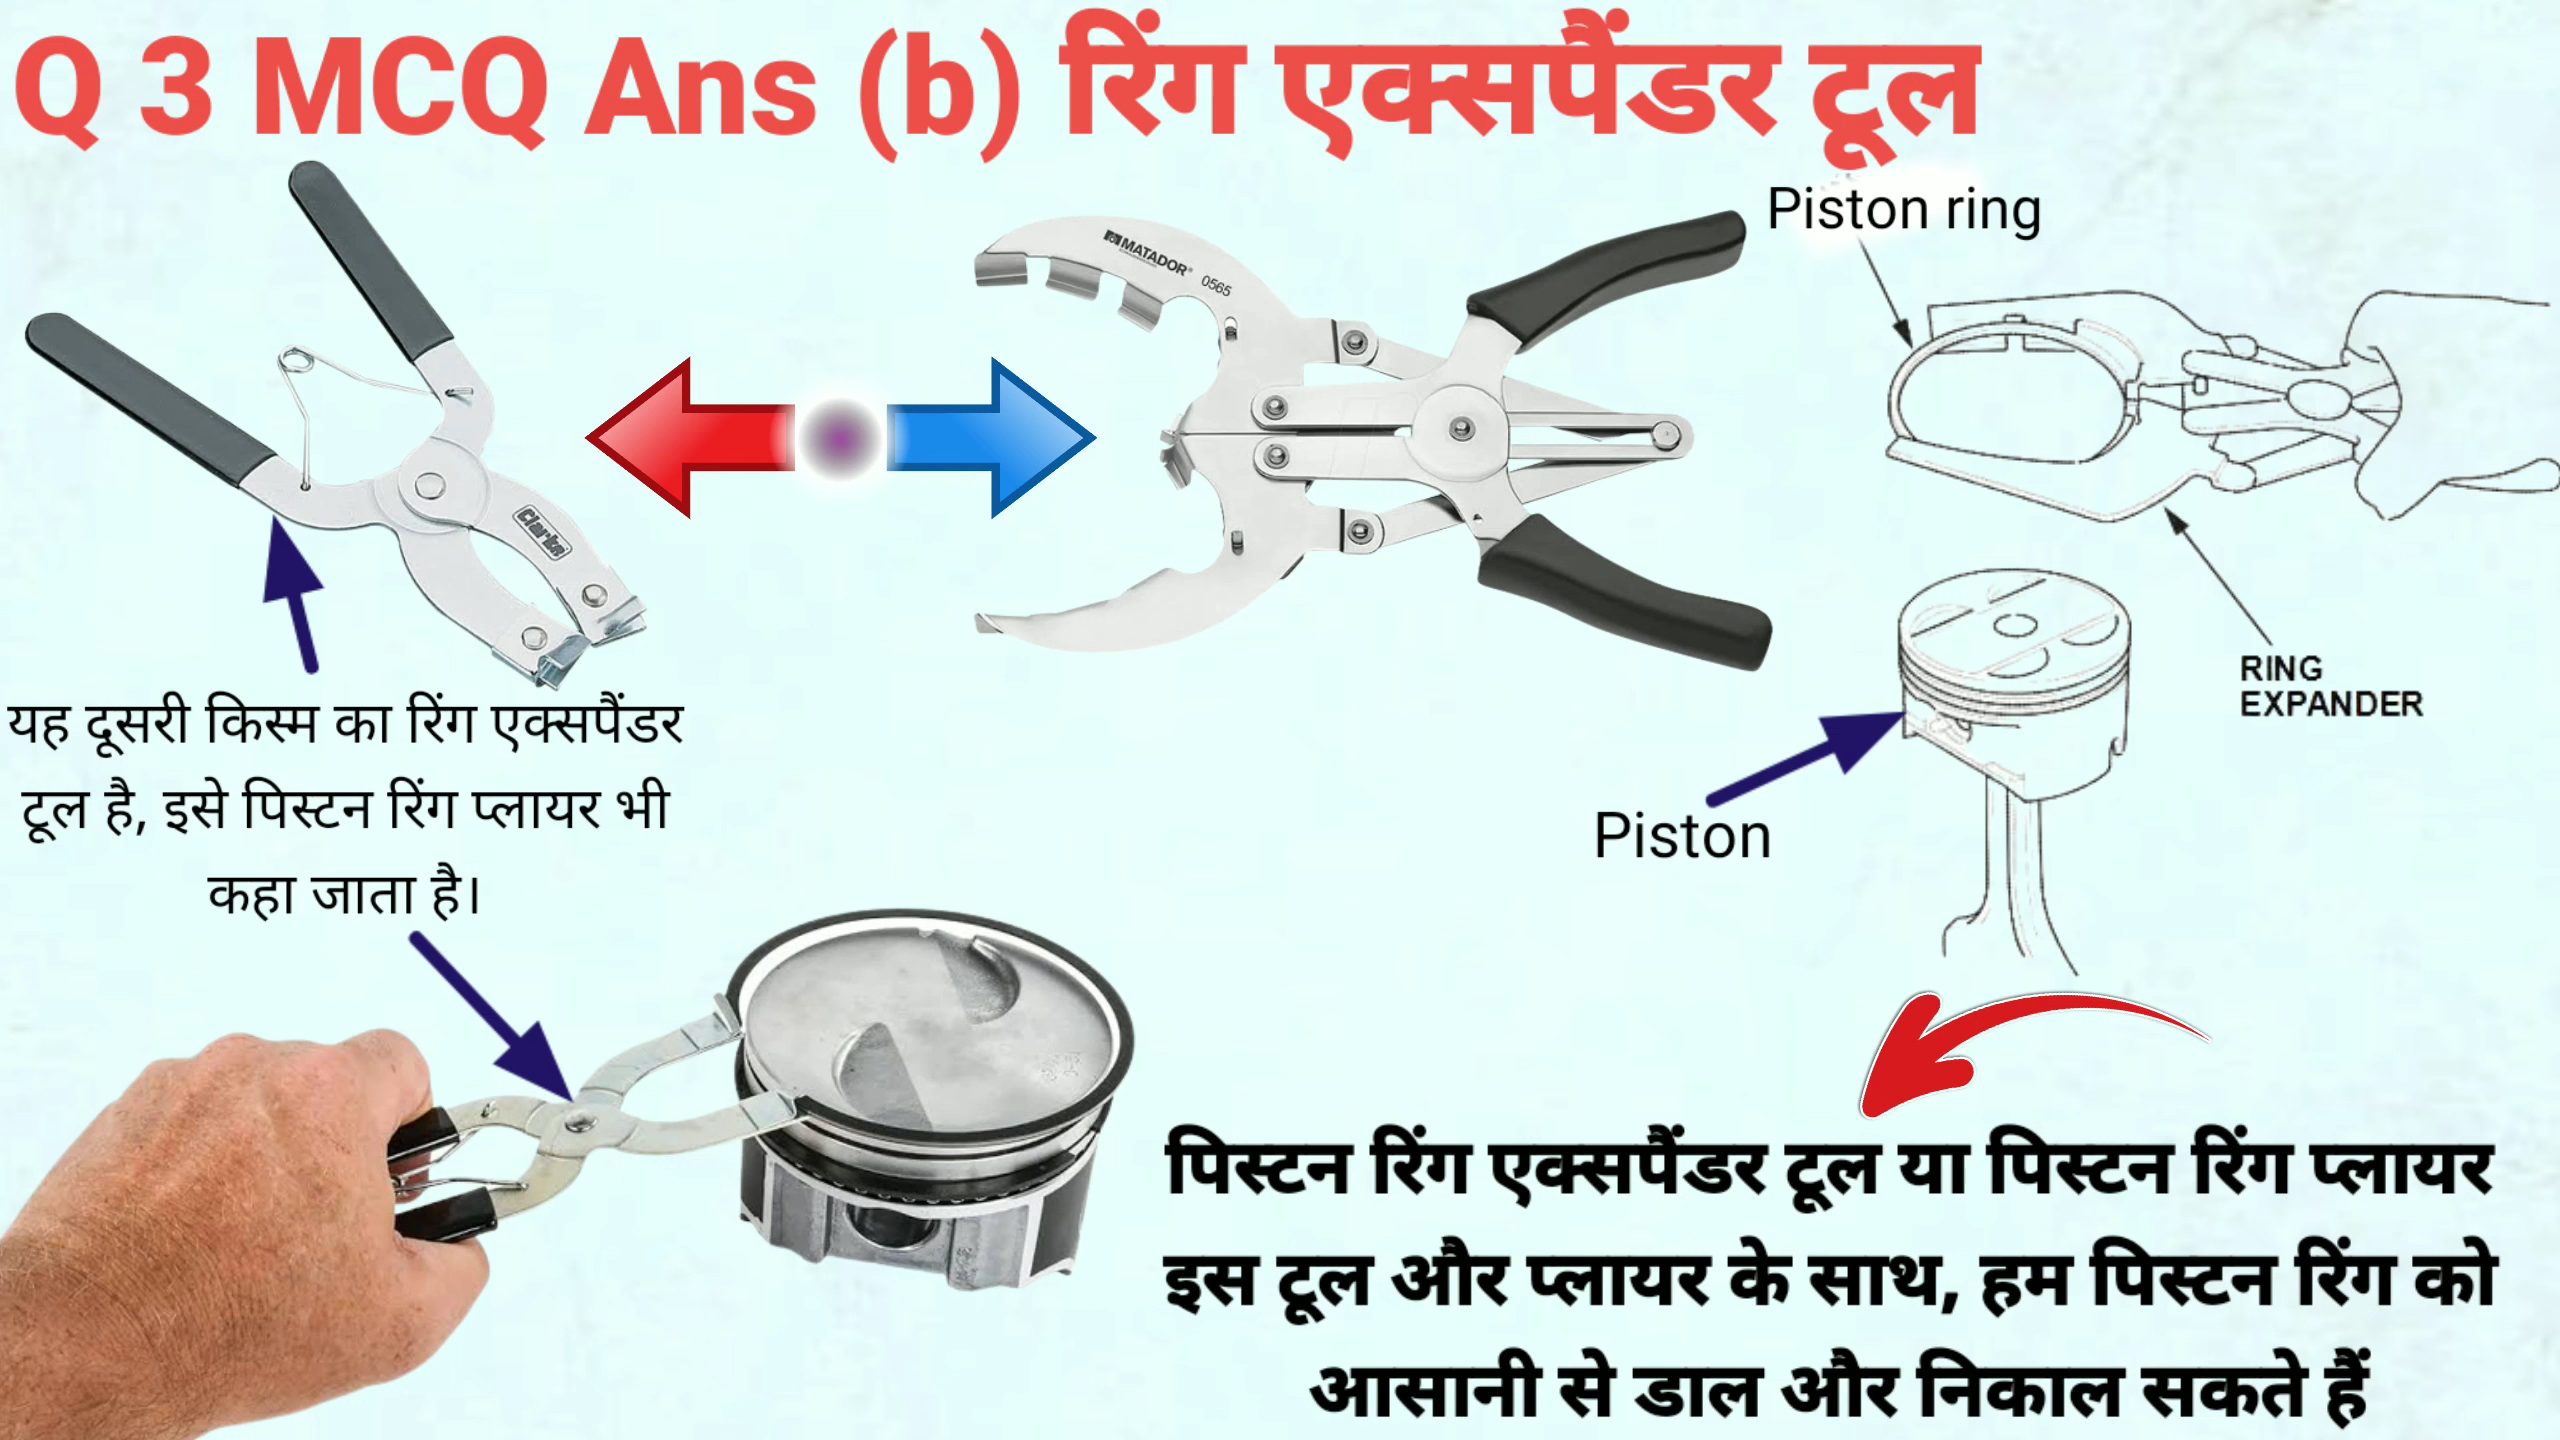 Q 3 MCQ Ans (b) रिंग एक्सपैंडर टूल
Piston ring
MATADOR
0565
Clarke
RING
EXPANDER
यह दूसरी किस्म का रिंग एक्सपैंडर
टूल है, इसे पिस्टन रिंग प्लायर भी
कहा जाता है।
Piston
पिस्टन रिंग एक्सपैंडर टूल या पिस्टन रिंग प्लायर
इस टूल और प्लायर के साथ, हम पिस्टन रिंग को
आसानी से डाल और निकाल सकते हैं